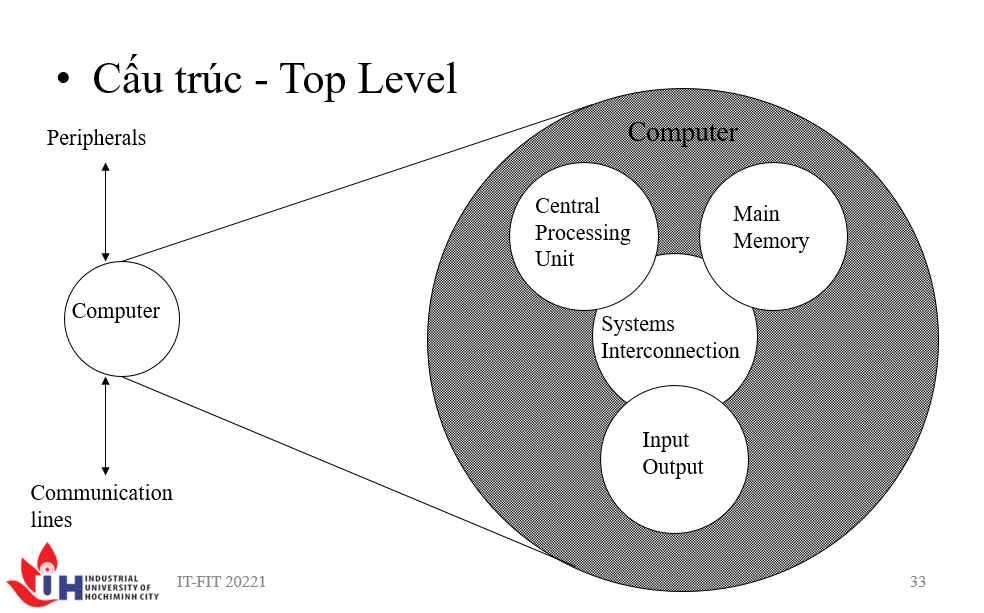 • Cấu trúc - Top Level
Peripherals
Computer
Communication
lines
Computer
Central
Processing
Unit
Main
Memory
Systems
Interconnection
Input
Output
IUH
INDUSTRIAL
UNIVERSITY OF
HOCHIMINH CITY
IT-FIT 20221
33